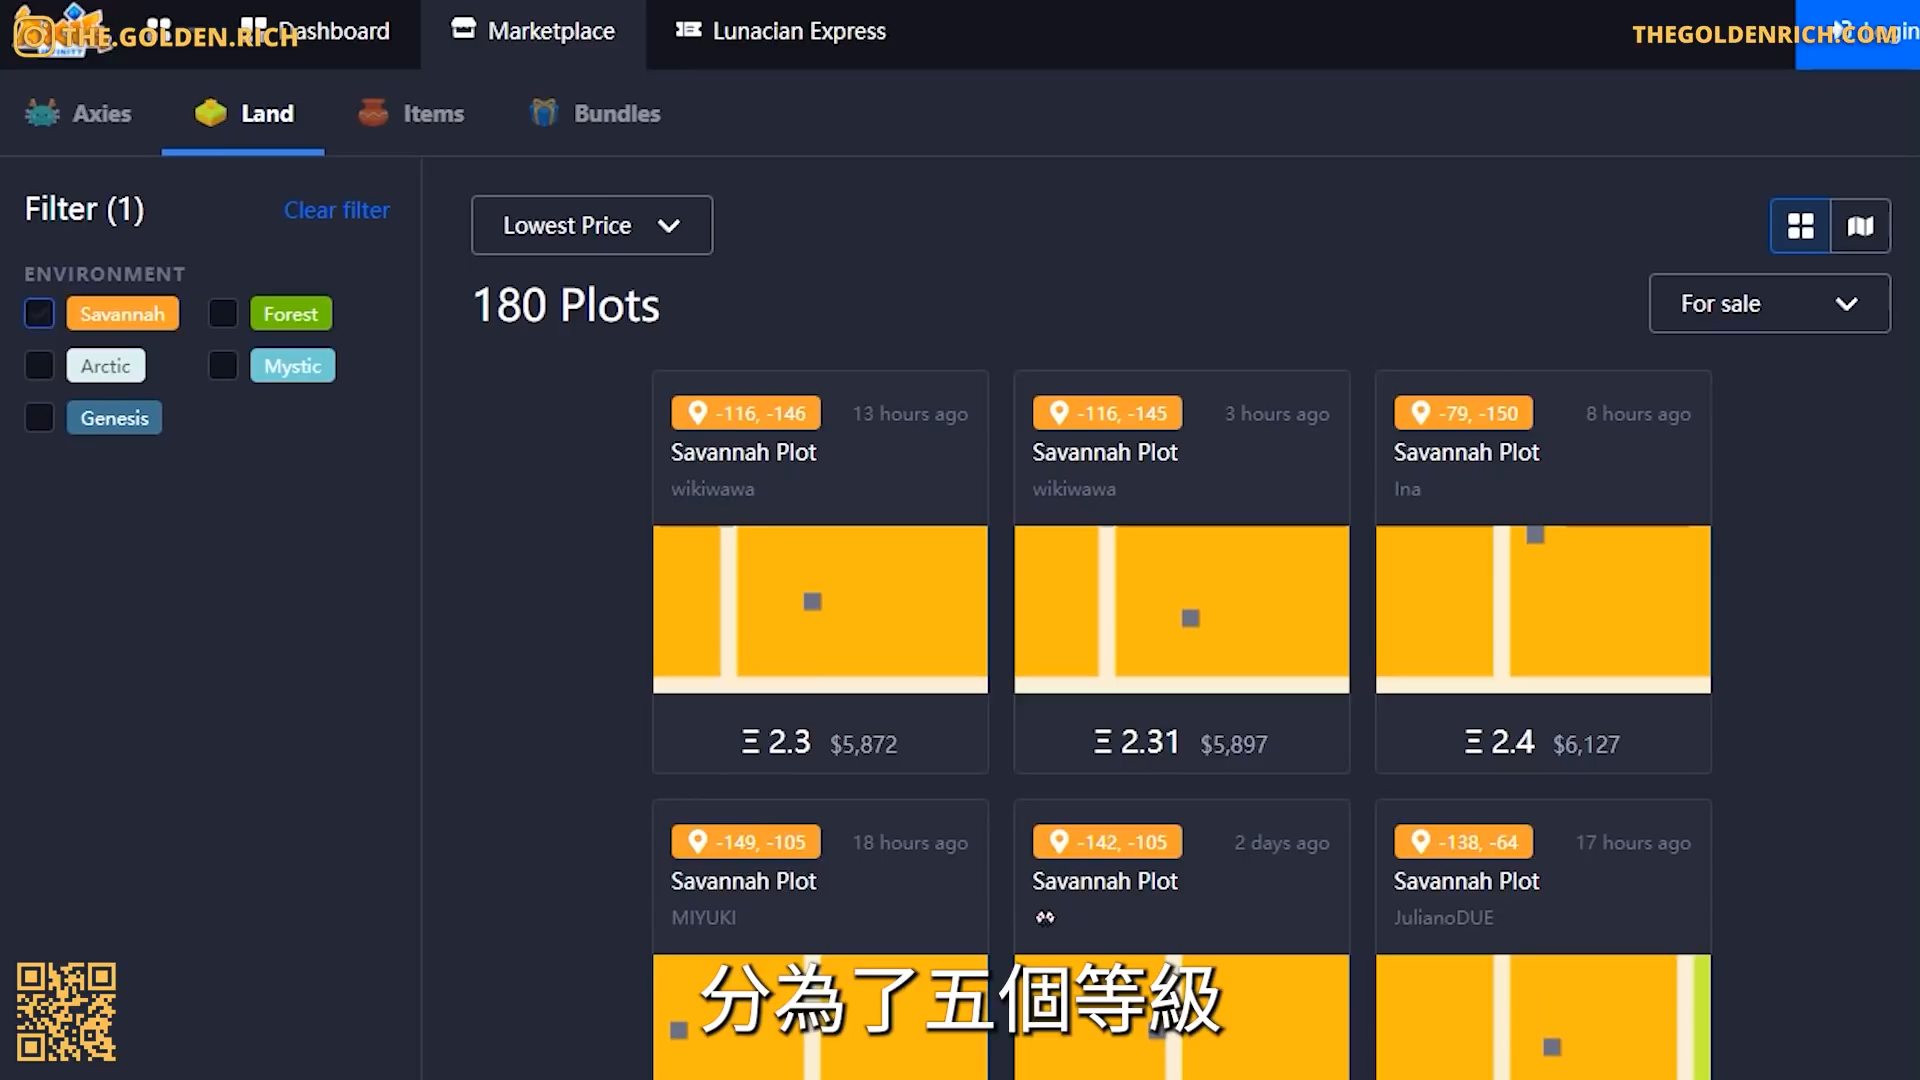 THE.GOLDEN.RICH
Dashboard
Marketplace
Lunacian Express
THEGOLDENRICH.COM
Login
Axies
Land
Items
Bundles
Filter (1)
Clear filter
ENVIRONMENT
Savannah
Forest
Arctic
Mystic
Genesis
Lowest Price
180 Plots
For sale
-116, -146
13 hours ago
Savannah Plot
wikiwawa
Ξ 2.3 $5,872
-116, -145
3 hours ago
Savannah Plot
wikiwawa
Ξ 2.31 $5,897
-79, -150
8 hours ago
Savannah Plot
Ina
Ξ 2.4 $6,127
-149, -105
18 hours ago
Savannah Plot
MIYUKI
-142, -105
2 days ago
Savannah Plot
-138, -64
17 hours ago
Savannah Plot
JulianoDUE
分為了五個等級